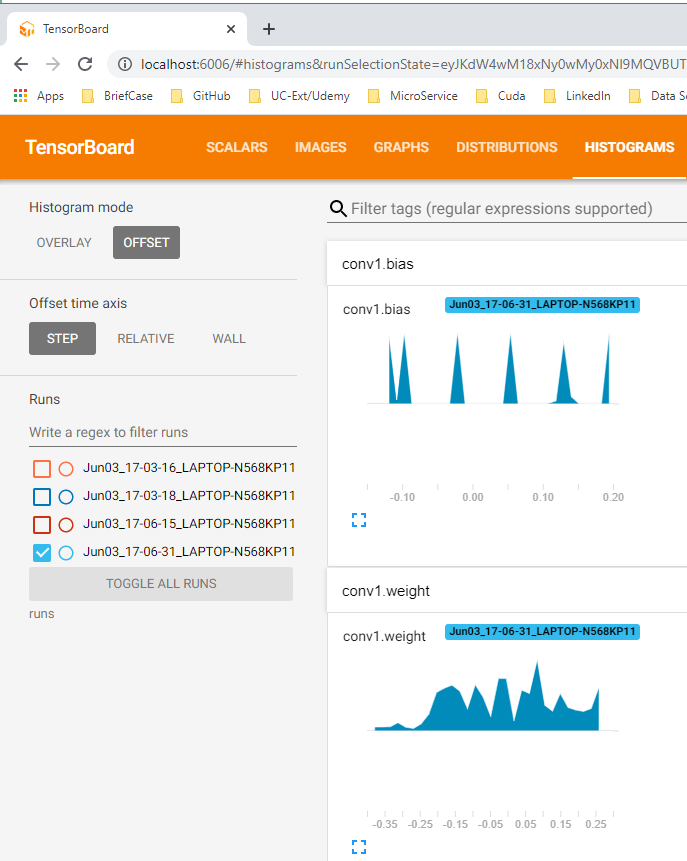 TensorBoard
localhost:6006/#histograms&runSelectionState=eyJKdW4wM18xNy0wMy0xNl9MQVBUT
Apps BriefCase GitHub UC-Ext/Udemy MicroService Cuda LinkedIn Data S
TensorBoard SCALARS IMAGES GRAPHS DISTRIBUTIONS HISTOGRAMS
Histogram mode
OVERLAY OFFSET
Offset time axis
STEP RELATIVE WALL
Runs
Write a regex to filter runs
Jun03_17-03-16_LAPTOP-N568KP11
Jun03_17-03-18_LAPTOP-N568KP11
Jun03_17-06-15_LAPTOP-N568KP11
Jun03_17-06-31_LAPTOP-N568KP11
TOGGLE ALL RUNS
runs
Filter tags (regular expressions supported)
conv1.bias
conv1.bias Jun03_17-06-31_LAPTOP-N568KP11
-0.10 0.00 0.10 0.20
conv1.weight
conv1.weight Jun03_17-06-31_LAPTOP-N568KP11
-0.35 -0.25 -0.15 -0.05 0.05 0.15 0.25